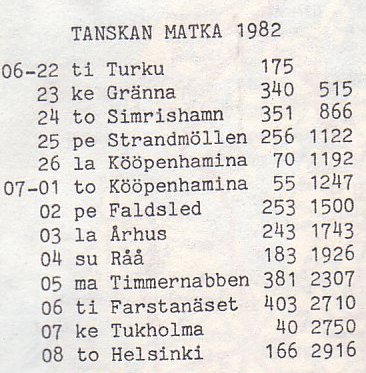 TANSKAN MATKA 1982
06-22 ti Turku 175
23 ke Gränna 340 515
24 to Simrishamn 351 866
25 pe Strandmöllen 256 1122
26 la Kööpenhamina 70 1192
07-01 to Kööpenhamina 55 1247
02 pe Faldsled 253 1500
03 la Århus 243 1743
04 su Råå 183 1926
05 ma Timmernabben 381 2307
06 ti Farstanäset 403 2710
07 ke Tukholma 40 2750
08 to Helsinki 166 2916